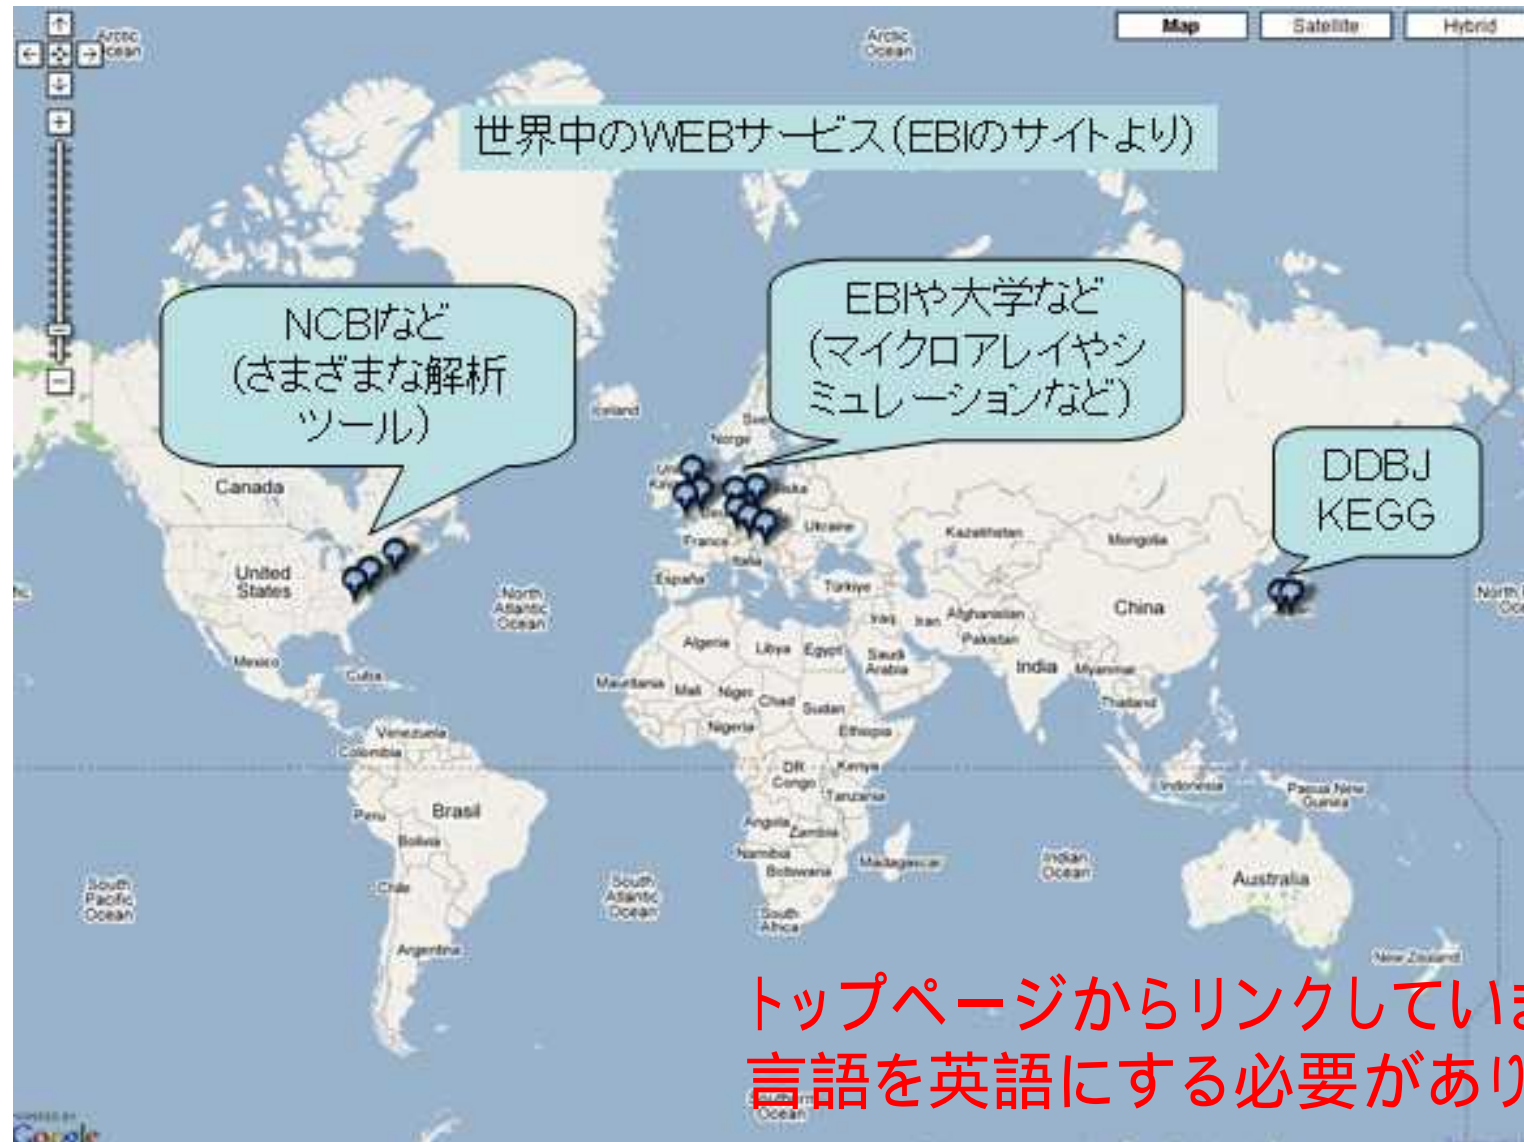 Map
Satellite
Hybrid
Arctic
Ocean
Arctic
Ocean
世界中のWEBサービス(EBIのサイトより)
NCBIなど
(さまざまな解析
ツール)
EBIや大学など
(マイクロアレイやシ
ミュレーションなど)
DDBJ
KEGG
Iceland
Norge
Canada
United
States
North
Atlantic
Ocean
France
España
Italia
Ukraine
Türkiye
Kazakhstan
Mongolia
China
Iraq
Iran
Afghanistan
Pakistan
India
Myanmar
Thailand
Mexico
Cuba
Algeria
Libya
Egypt
Saudi
Arabia
Mauritania
Mali
Niger
Chad
Sudan
Nigeria
Ethiopia
Venezuela
Colombia
DR
Congo
Kenya
Tanzania
Indonesia
Papua New
Guinea
Peru
Brasil
Bolivia
Angola
Zambia
Namibia
Botswana
Madagascar
Indian
Ocean
Australia
South
Pacific
Ocean
Chile
South
Atlantic
Ocean
South
Africa
Argentina
New Zealand
トップページからリンクしていま
言語を英語にする必要があり
Southern
Ocean
POWERED BY
Google